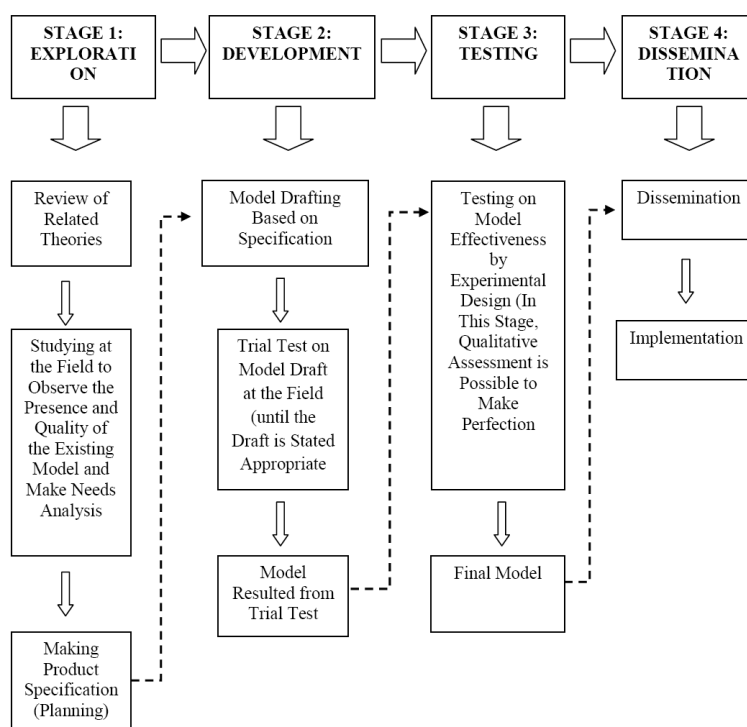 STAGE 1:
EXPLORATI
ON
STAGE 2:
DEVELOPMENT
STAGE 3:
TESTING
STAGE 4:
DISSEMINA
TION
Review of
Related
Theories
Studying at
the Field to
Observe the
Presence and
Quality of
the Existing
Model and
Make Needs
Analysis
Making
Product
Specification
(Planning)
Model Drafting
Based on
Specification
Trial Test on
Model Draft
at the Field
(until the
Draft is Stated
Appropriate
Model
Resulted from
Trial Test
Testing on
Model
Effectiveness
by
Experimental
Design (In
This Stage,
Qualitative
Assessment is
Possible to
Make
Perfection
Final Model
Dissemination
Implementation